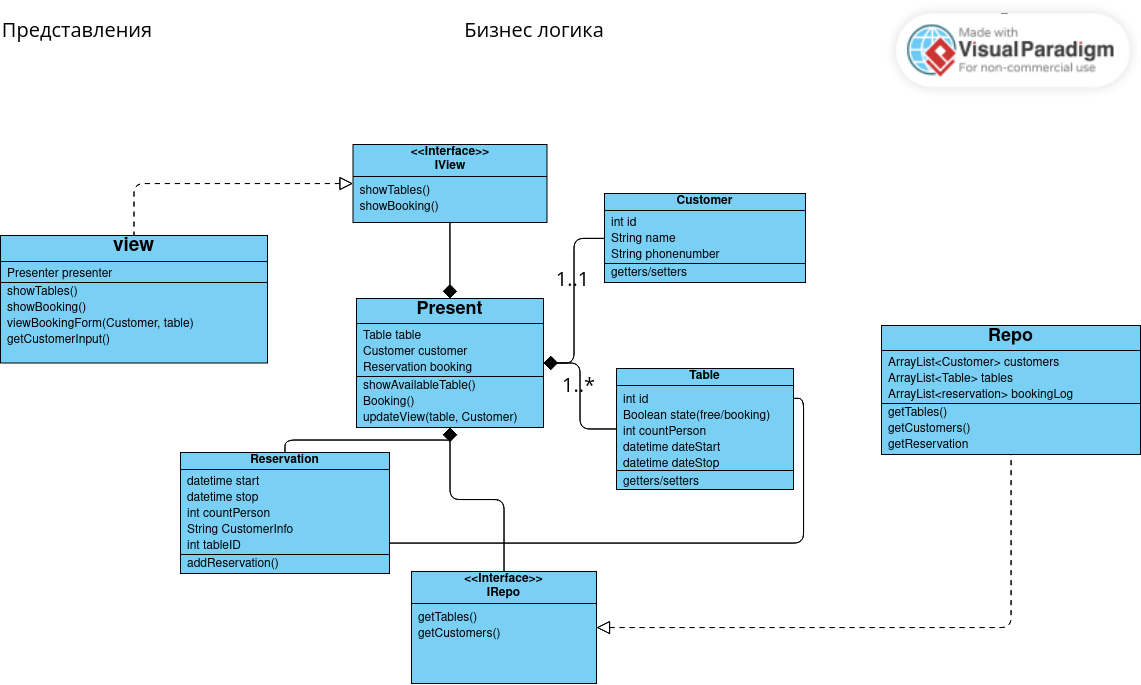 Представления
Бизнес логика
Made with
VisualParadigm
For non-commercial use
<<Interface>>
IView
showTables()
showBooking()
Customer
int id
String name
String phonenumber
getters/setters
view
Presenter presenter
showTables()
showBooking()
viewBookingForm(Customer, table)
getCustomerInput()
1..1
Present
Table table
Customer customer
Reservation booking
showAvailableTable()
Booking()
updateView(table, Customer)
1..*
Table
int id
Boolean state(free/booking)
int countPerson
datetime dateStart
datetime dateStop
getters/setters
Repo
ArrayList<Customer> customers
ArrayList<Table> tables
ArrayList<reservation> bookingLog
getTables()
getCustomers()
getReservation
Reservation
datetime start
datetime stop
int countPerson
String CustomerInfo
int tableID
addReservation()
<<Interface>>
IRepo
getTables()
getCustomers()